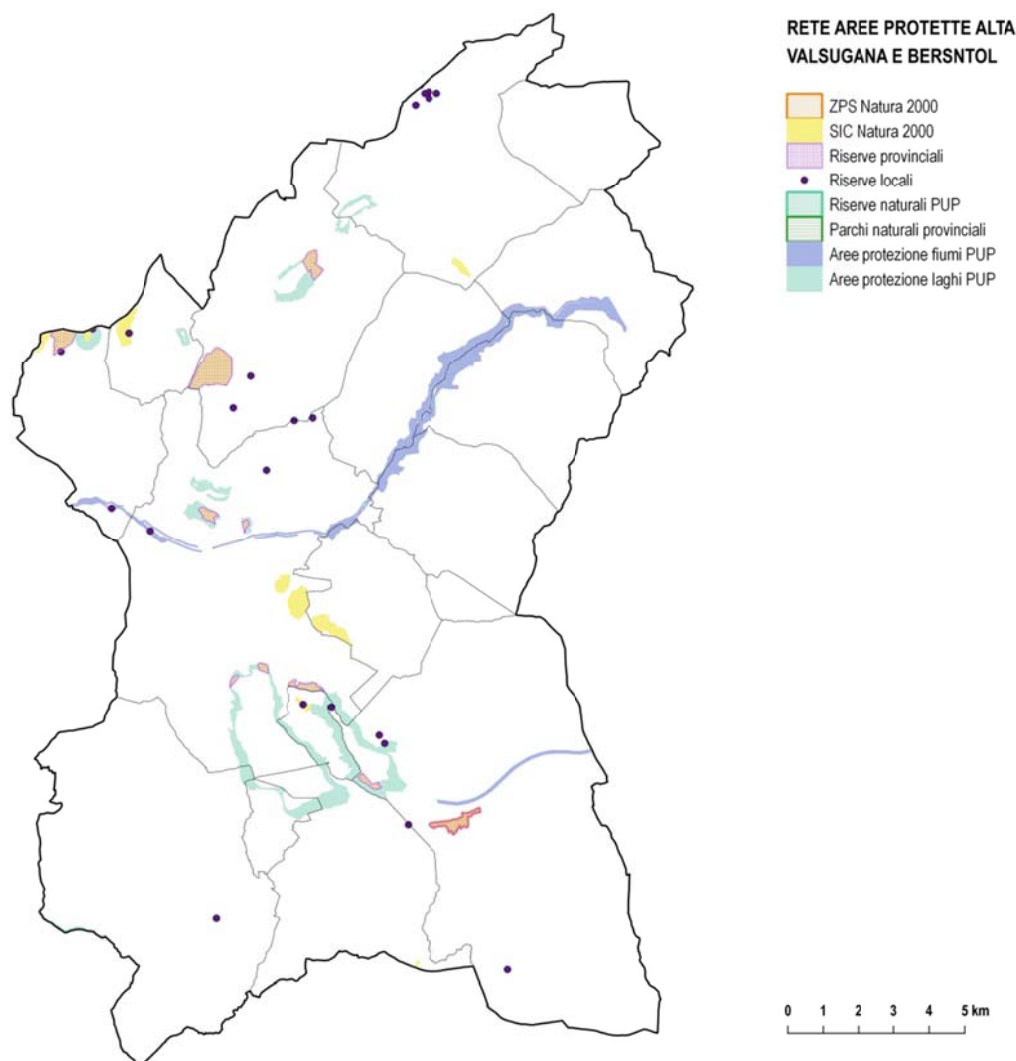 RETE AREE PROTETTE ALTA
VALSUGANA E BERSNTOL
ZPS Natura 2000
SIC Natura 2000
Riserve provinciali
Riserve locali
Riserve naturali PUP
Parchi naturali provinciali
Aree protezione fiumi PUP
Aree protezione laghi PUP
0 1 2 3 4 5 km